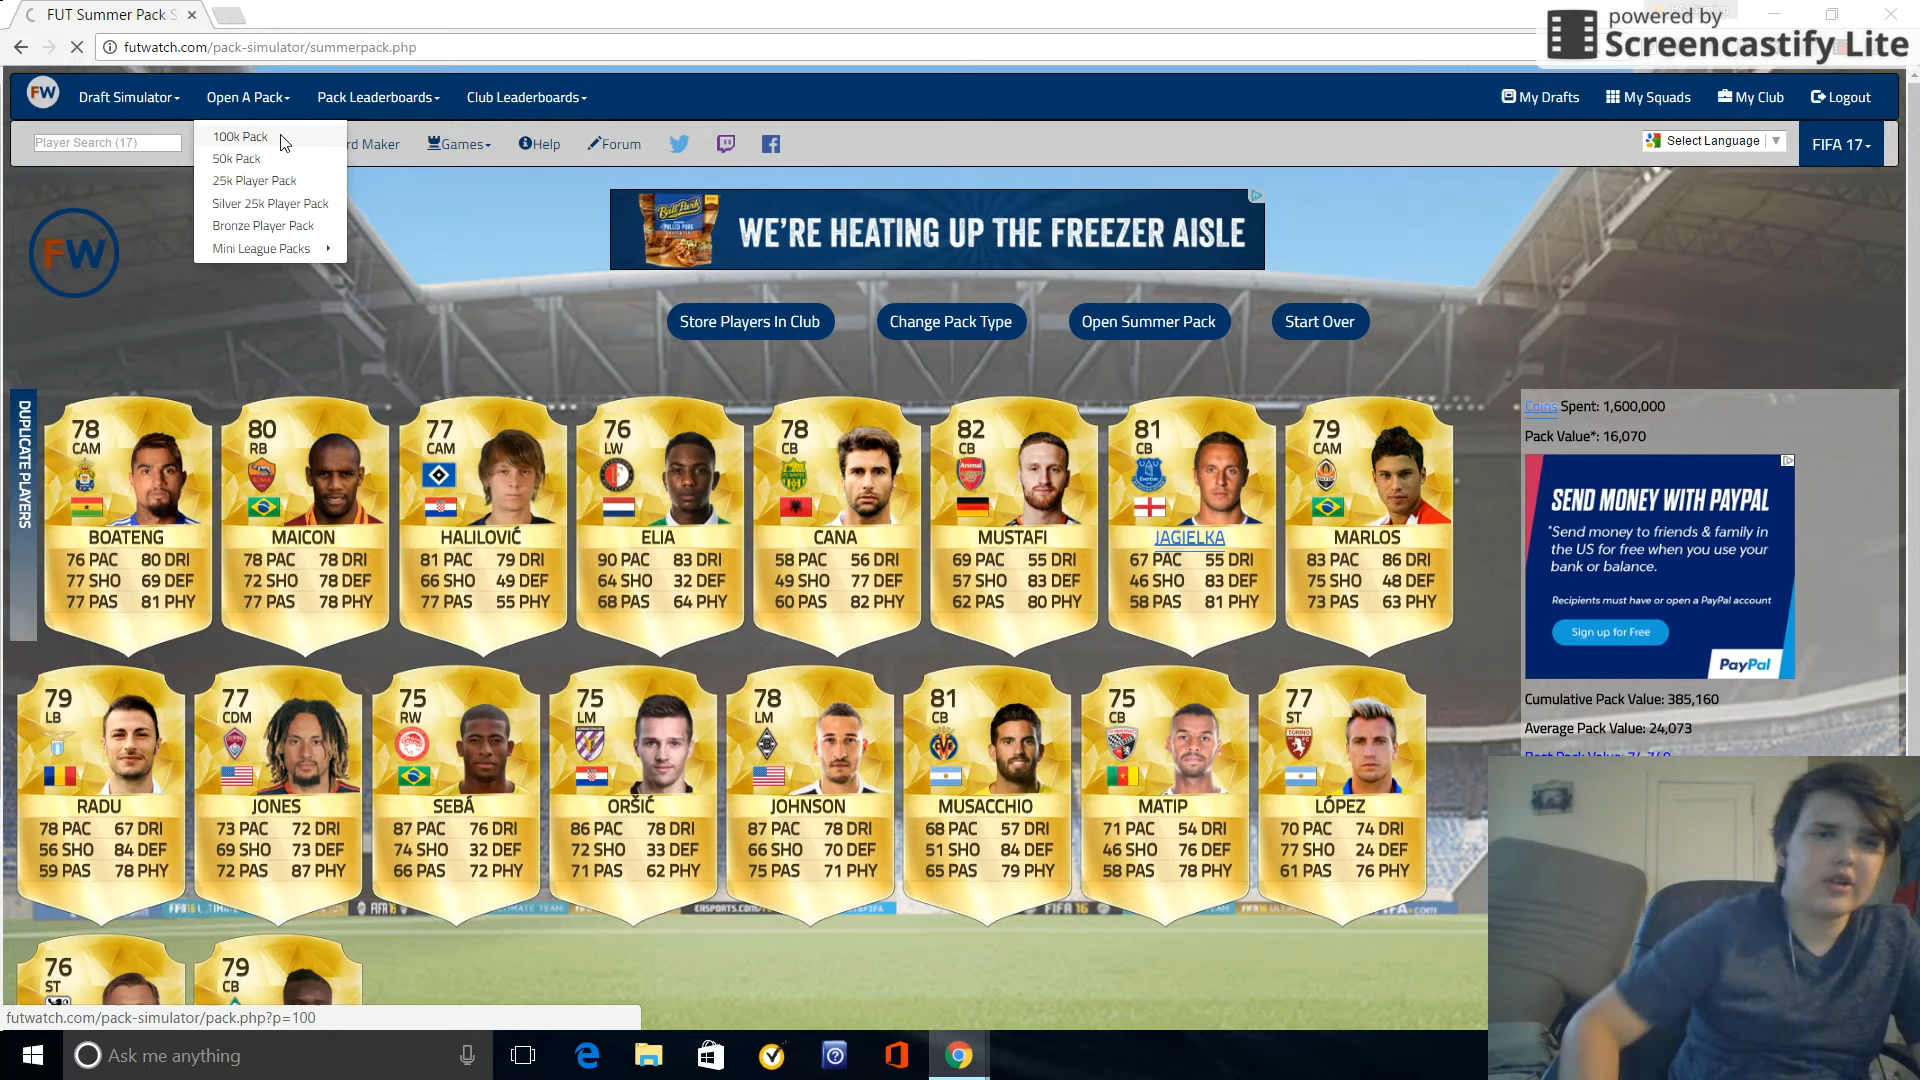 FUT Summer Pack S
powered by
Screencastify Lite
futwatch.com/pack-simulator/summerpack.php
FW
Draft Simulator
Open A Pack
Pack Leaderboards
Club Leaderboards
My Drafts
My Squads
My Club
Logout
Player Search (17)
rd Maker
Games
Help
Forum
Select Language
FIFA 17
100k Pack
50k Pack
25k Player Pack
Silver 25k Player Pack
Bronze Player Pack
Mini League Packs
FW
Ball Park
PULLED PORK
WE'RE HEATING UP THE FREEZER AISLE
Store Players In Club
Change Pack Type
Open Summer Pack
Start Over
DUPLICATE PLAYERS
78 CAM
BOATENG
76 PAC 80 DRI
77 SHO 69 DEF
77 PAS 81 PHY
80 RB
MAICON
78 PAC 78 DRI
72 SHO 78 DEF
77 PAS 78 PHY
77 CAM
HALILOVIĆ
81 PAC 79 DRI
66 SHO 49 DEF
77 PAS 55 PHY
76 LW
ELIA
90 PAC 83 DRI
64 SHO 32 DEF
68 PAS 64 PHY
78 CB
CANA
58 PAC 56 DRI
49 SHO 77 DEF
60 PAS 82 PHY
82 CB
MUSTAFI
69 PAC 55 DRI
57 SHO 83 DEF
62 PAS 80 PHY
81 CB
JAGIELKA
67 PAC 55 DRI
46 SHO 83 DEF
58 PAS 81 PHY
79 CAM
MARLOS
83 PAC 86 DRI
75 SHO 48 DEF
73 PAS 63 PHY
Coins Spent: 1,600,000
Pack Value*: 16,070
SEND MONEY WITH PAYPAL
*Send money to friends & family in
the US for free when you use your
bank or balance.
Recipients must have or open a PayPal account
Sign up for Free
PayPal
Cumulative Pack Value: 385,160
Average Pack Value: 24,073
Best Pack Value: 74,740
79 LB
RADU
78 PAC 67 DRI
56 SHO 84 DEF
59 PAS 78 PHY
77 CDM
JONES
73 PAC 72 DRI
69 SHO 73 DEF
72 PAS 87 PHY
75 RW
SEBÁ
87 PAC 76 DRI
74 SHO 32 DEF
66 PAS 72 PHY
75 LM
ORŠIĆ
86 PAC 78 DRI
72 SHO 33 DEF
71 PAS 62 PHY
78 LM
JOHNSON
87 PAC 78 DRI
66 SHO 70 DEF
75 PAS 71 PHY
81 CB
MUSACCHIO
68 PAC 57 DRI
51 SHO 84 DEF
65 PAS 79 PHY
75 CB
MATIP
71 PAC 54 DRI
46 SHO 76 DEF
58 PAS 78 PHY
77 ST
LÓPEZ
70 PAC 74 DRI
77 SHO 24 DEF
61 PAS 76 PHY
76 ST
79 CB
futwatch.com/pack-simulator/pack.php?p=100
Ask me anything